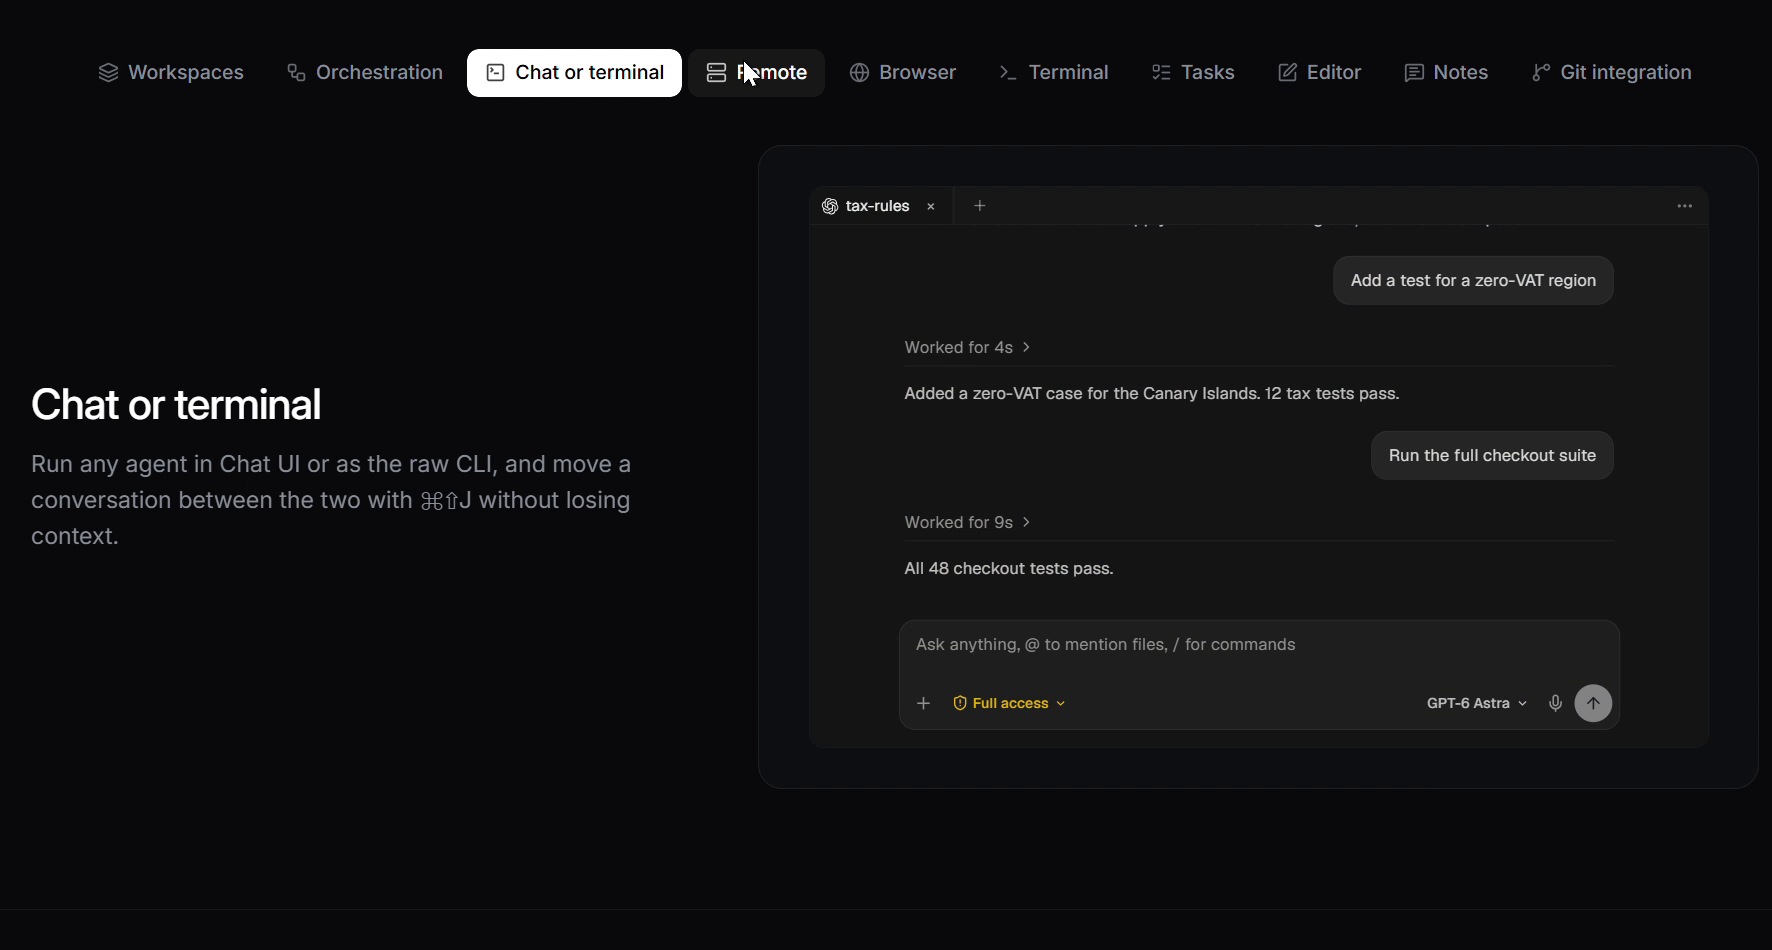 Workspaces Orchestration Chat or terminal Remote Browser Terminal Tasks Editor Notes Git integration
Chat or terminal
Run any agent in Chat UI or as the raw CLI, and move a
conversation between the two with ⌘⇧J without losing
context.
tax-rules
Add a test for a zero-VAT region
Worked for 4s
Added a zero-VAT case for the Canary Islands. 12 tax tests pass.
Run the full checkout suite
Worked for 9s
All 48 checkout tests pass.
Ask anything, @ to mention files, / for commands
Full access GPT-6 Astra